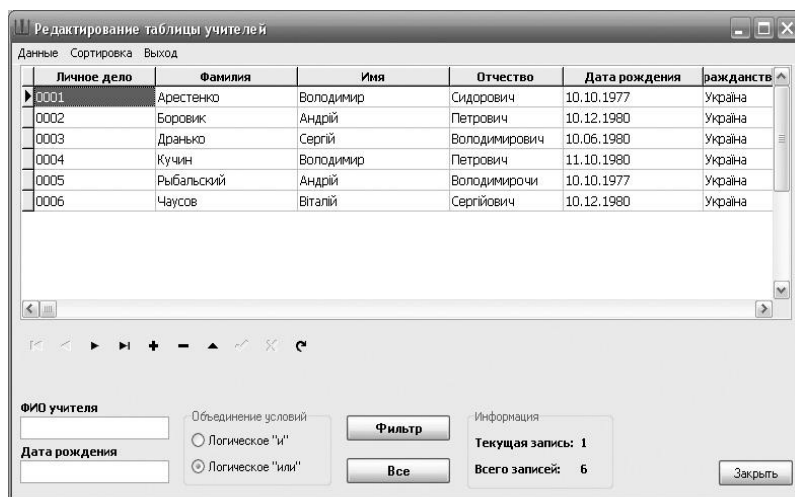 Редактирование таблицы учителей
Данные Сортировка Выход
Личное дело Фамилия Имя Отчество Дата рождения ражданств
0001 Арестенко Володимир Сидорович 10.10.1977 Україна
0002 Боровик Андрій Петрович 10.12.1980 Україна
0003 Дранько Сергій Володимирович 10.06.1980 Україна
0004 Кучин Володимир Петрович 11.10.1980 Україна
0005 Рыбальский Андрій Володимирочи 10.10.1977 Україна
0006 Чаусов Віталій Сергійович 10.12.1980 Україна
ФИО учителя
Дата рождения
Объединение условий
Логическое "и"
Логическое "или"
Фильтр
Все
Информация
Текущая запись: 1
Всего записей: 6
Закрыть